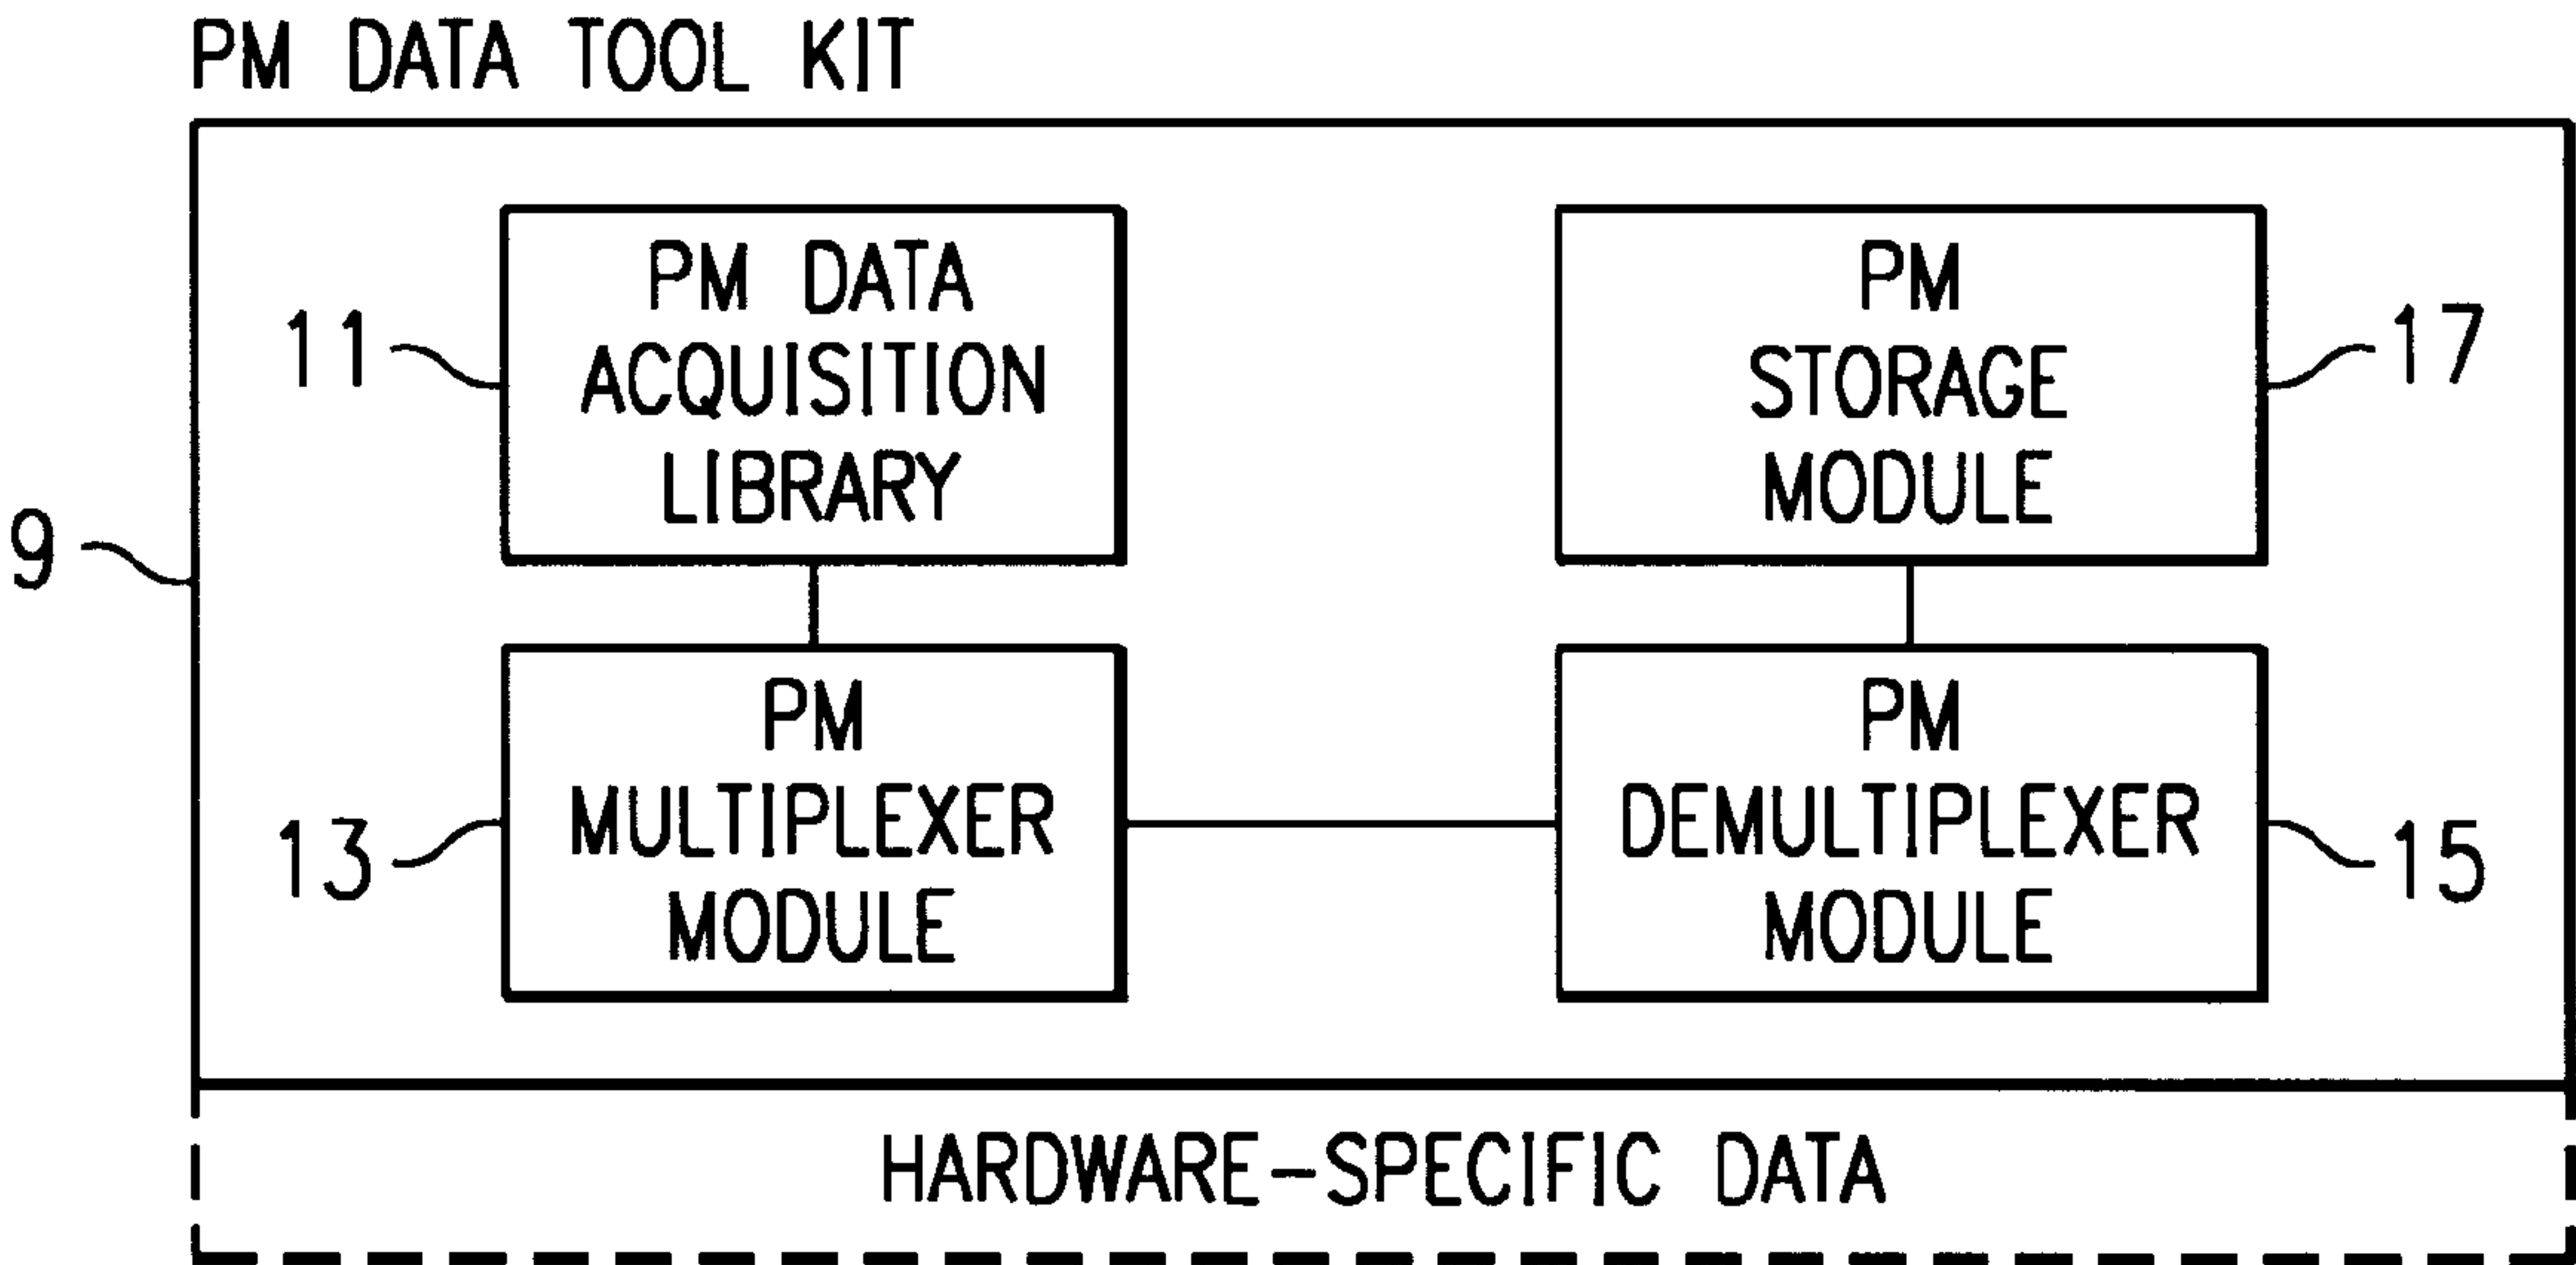 PM DATA TOOL KIT
PM DATA
ACQUISITION
LIBRARY
11
PM
STORAGE
MODULE
17
9
PM
MULTIPLEXER
MODULE
13
PM
DEMULTIPLEXER
MODULE
15
HARDWARE-SPECIFIC DATA